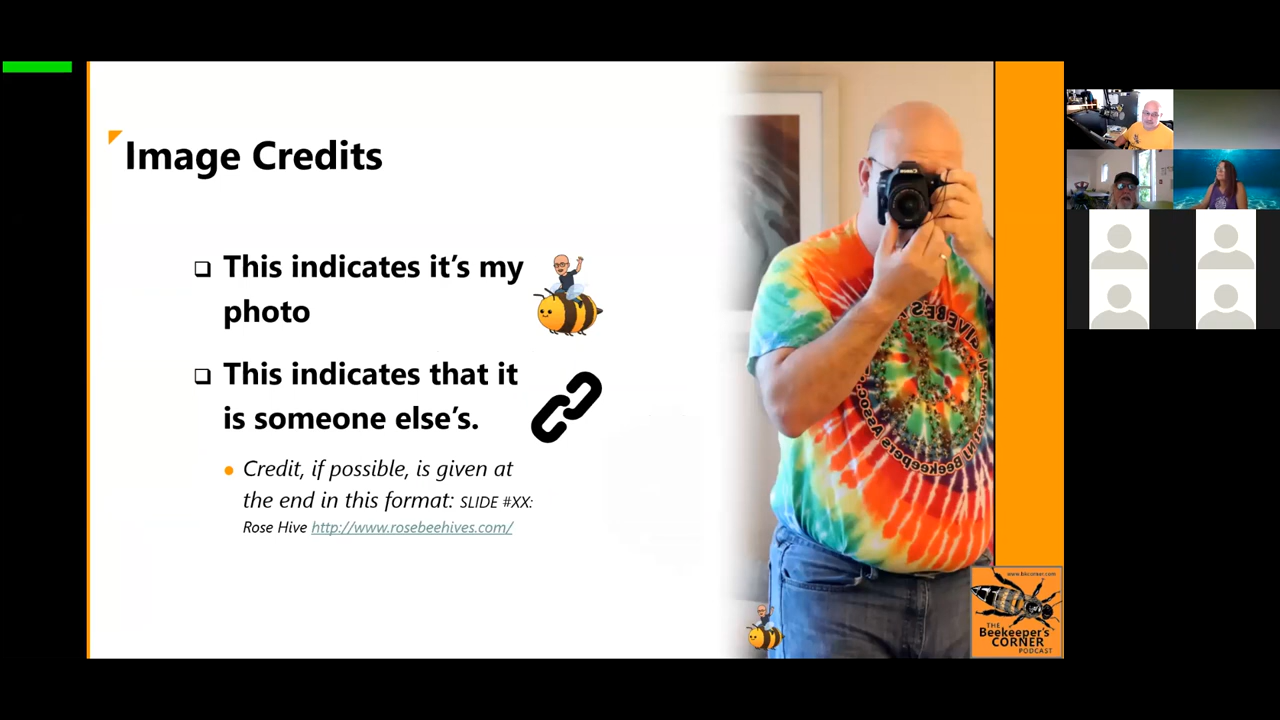 Image Credits
This indicates it's my
photo
This indicates that it
is someone else's.
Credit, if possible, is given at
the end in this format: SLIDE #XX:
Rose Hive http://www.rosebeehives.com/
www.bkcorner.com
THE
Beekeeper's
CORNER
PODCAST